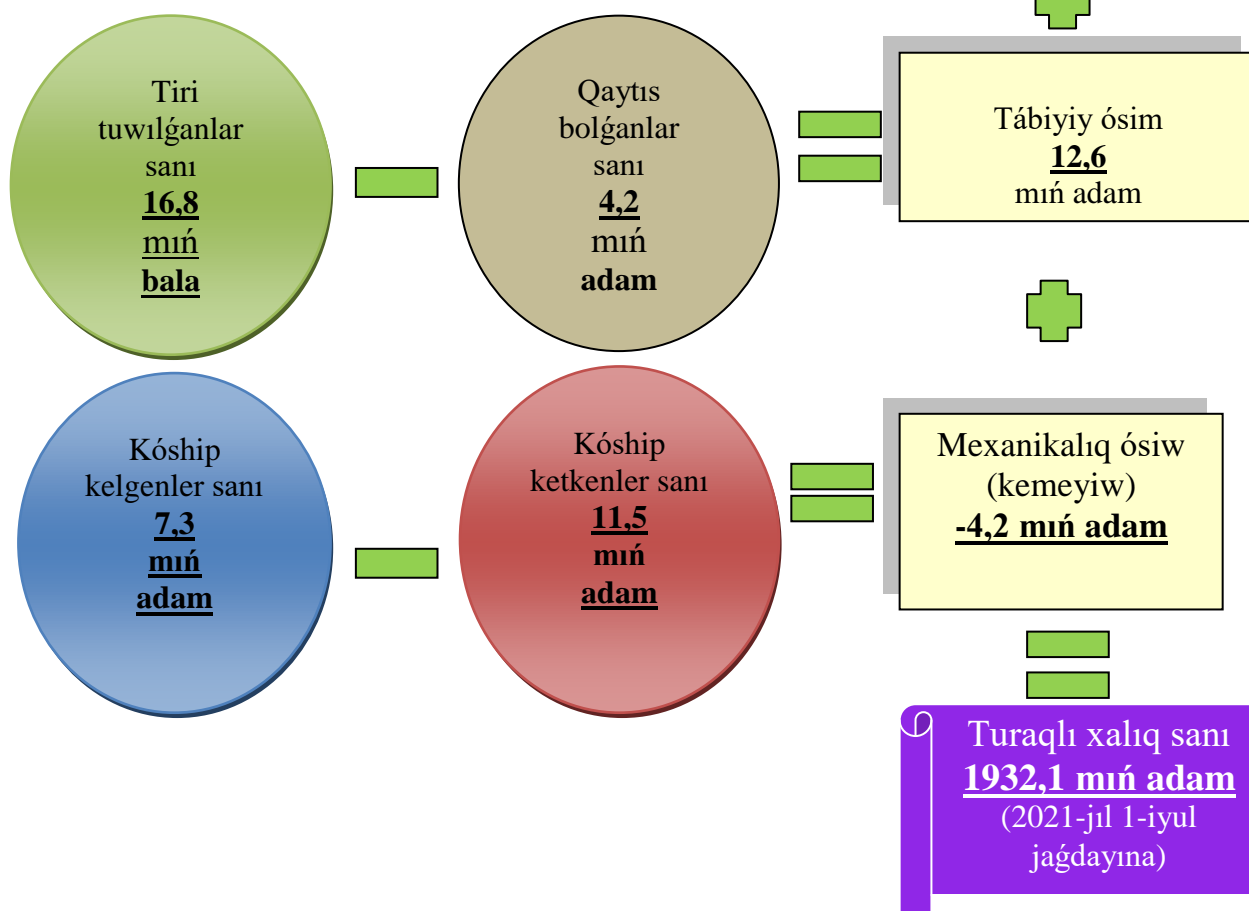 Tiri
tuwılǵanlar
sanı
16,8
mıń
bala
Qaytıs
bolǵanlar
sanı
4,2
mıń
adam
Tábiyiy ósim
12,6
mıń adam
Kóship
kelgenler sanı
7,3
mıń
adam
Kóship
ketkenler sanı
11,5
mıń
adam
Mexanikalıq ósiw
(kemeyiw)
-4,2 mıń adam
Turaqlı xalıq sanı
1932,1 mıń adam
(2021-jıl 1-iyul
jaǵdayına)